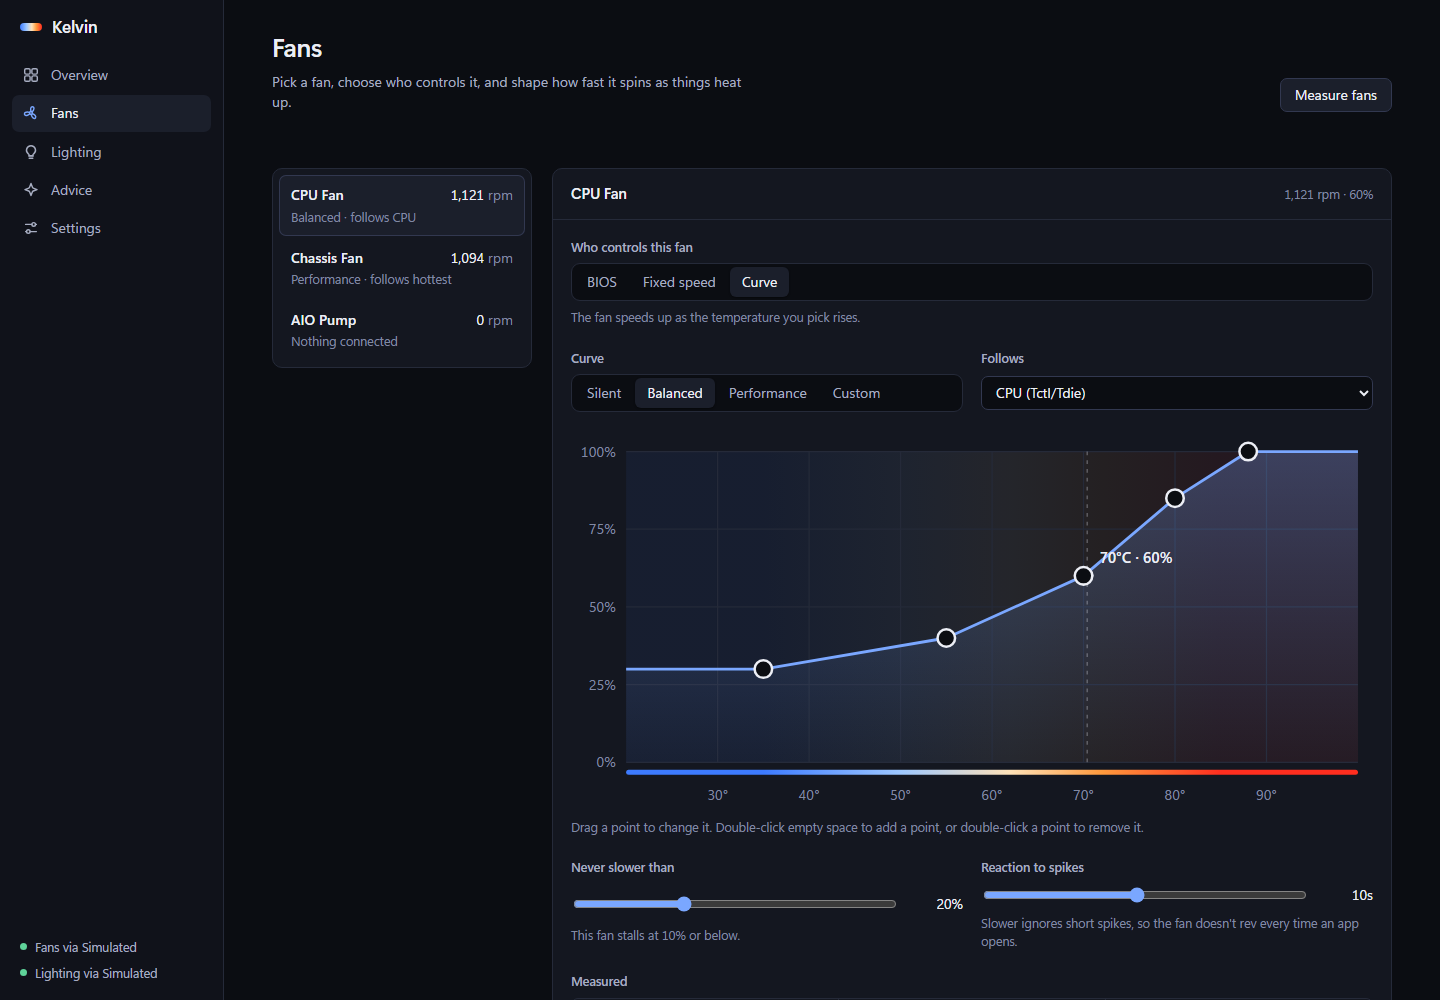 Kelvin
Overview
Fans
Lighting
Advice
Settings
Fans via Simulated
Lighting via Simulated
Fans
Pick a fan, choose who controls it, and shape how fast it spins as things heat
up.
Measure fans
CPU Fan 1,121 rpm
Balanced · follows CPU
Chassis Fan 1,094 rpm
Performance · follows hottest
AIO Pump 0 rpm
Nothing connected
CPU Fan 1,121 rpm · 60%
Who controls this fan
BIOS Fixed speed Curve
The fan speeds up as the temperature you pick rises.
Curve
Silent Balanced Performance Custom
Follows
CPU (Tctl/Tdie)
100%
75%
70°C · 60%
50%
25%
0%
30° 40° 50° 60° 70° 80° 90°
Drag a point to change it. Double-click empty space to add a point, or double-click a point to remove it.
Never slower than
20%
This fan stalls at 10% or below.
Reaction to spikes
10s
Slower ignores short spikes, so the fan doesn't rev every time an app
opens.
Measured